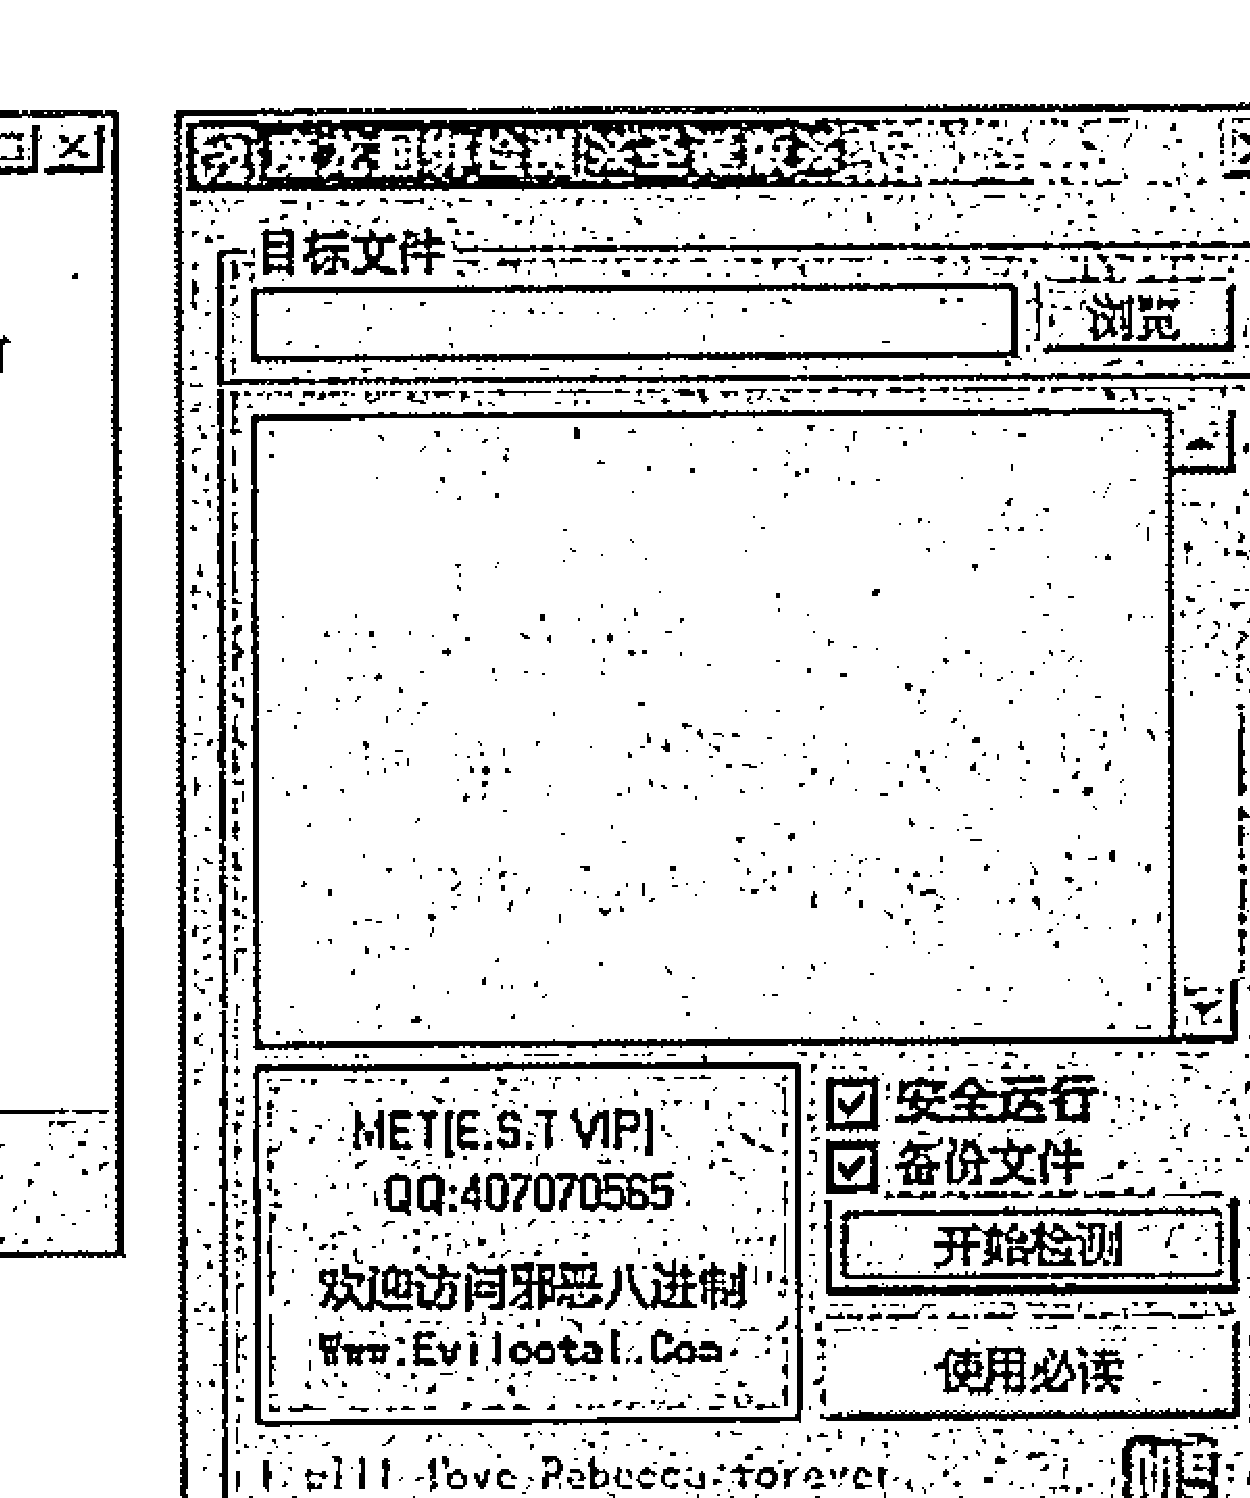 目标文件
浏览
安全运行
备份文件
MET[E.S.T VIP]
QQ:407070565
开始检测
欢迎访问邪恶八进制
Www.Eviloctal.Com
使用必读
love Rebecca forever